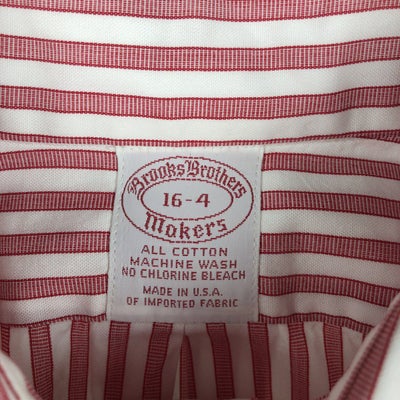 Brooks Brothers
16-4
Makers
ALL COTTON
MACHINE WASH
NO CHLORINE BLEACH
MADE IN U.S.A.
OF IMPORTED FABRIC